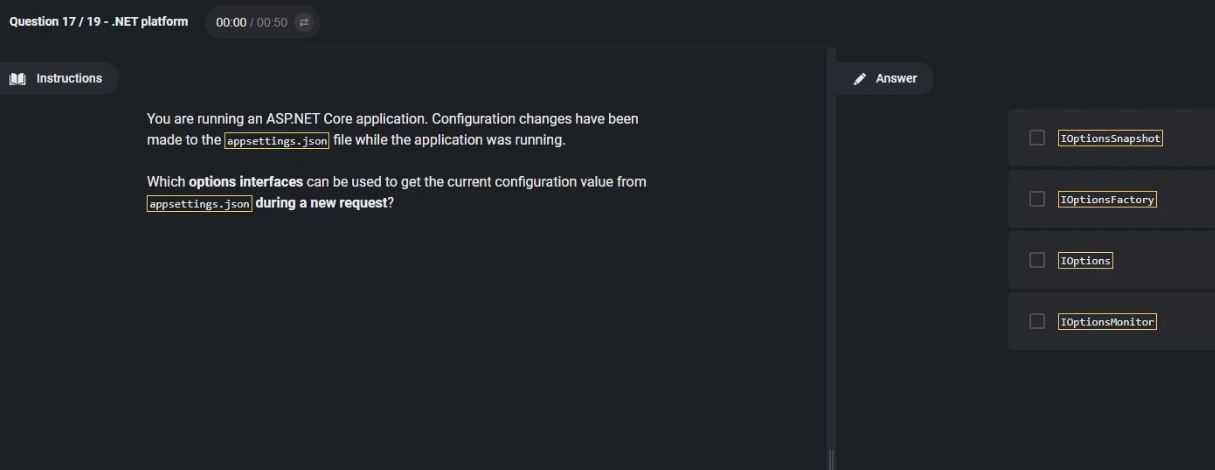 Question 17 / 19 - .NET platform
00:00 / 00:50
Instructions
You are running an ASP.NET Core application. Configuration changes have been
made to the appsettings.json file while the application was running.
Which options interfaces can be used to get the current configuration value from
appsettings.json during a new request?
Answer
IOptionsSnapshot
IOptionsFactory
IOptions
IOptionsMonitor